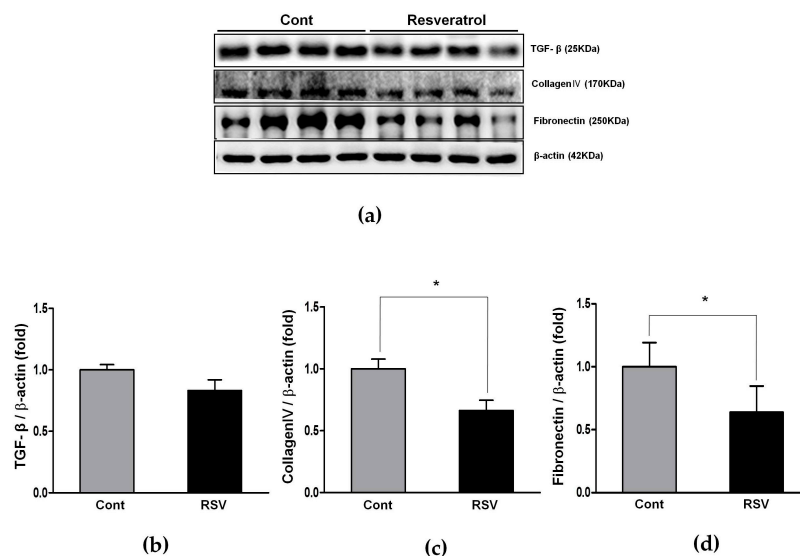 Cont Resveratrol
TGF- β (25KDa)
CollagenⅣ (170KDa)
Fibronectin (250KDa)
β-actin (42KDa)
(a)
TGF- β / β-actin (fold)
1.5
1.0
0.5
0.0
Cont RSV
(b)
CollagenIV / β-actin (fold)
1.5
1.0
0.5
0.0
*
Cont RSV
(c)
Fibronectin / β-actin (fold)
1.5
1.0
0.5
0.0
*
Cont RSV
(d)